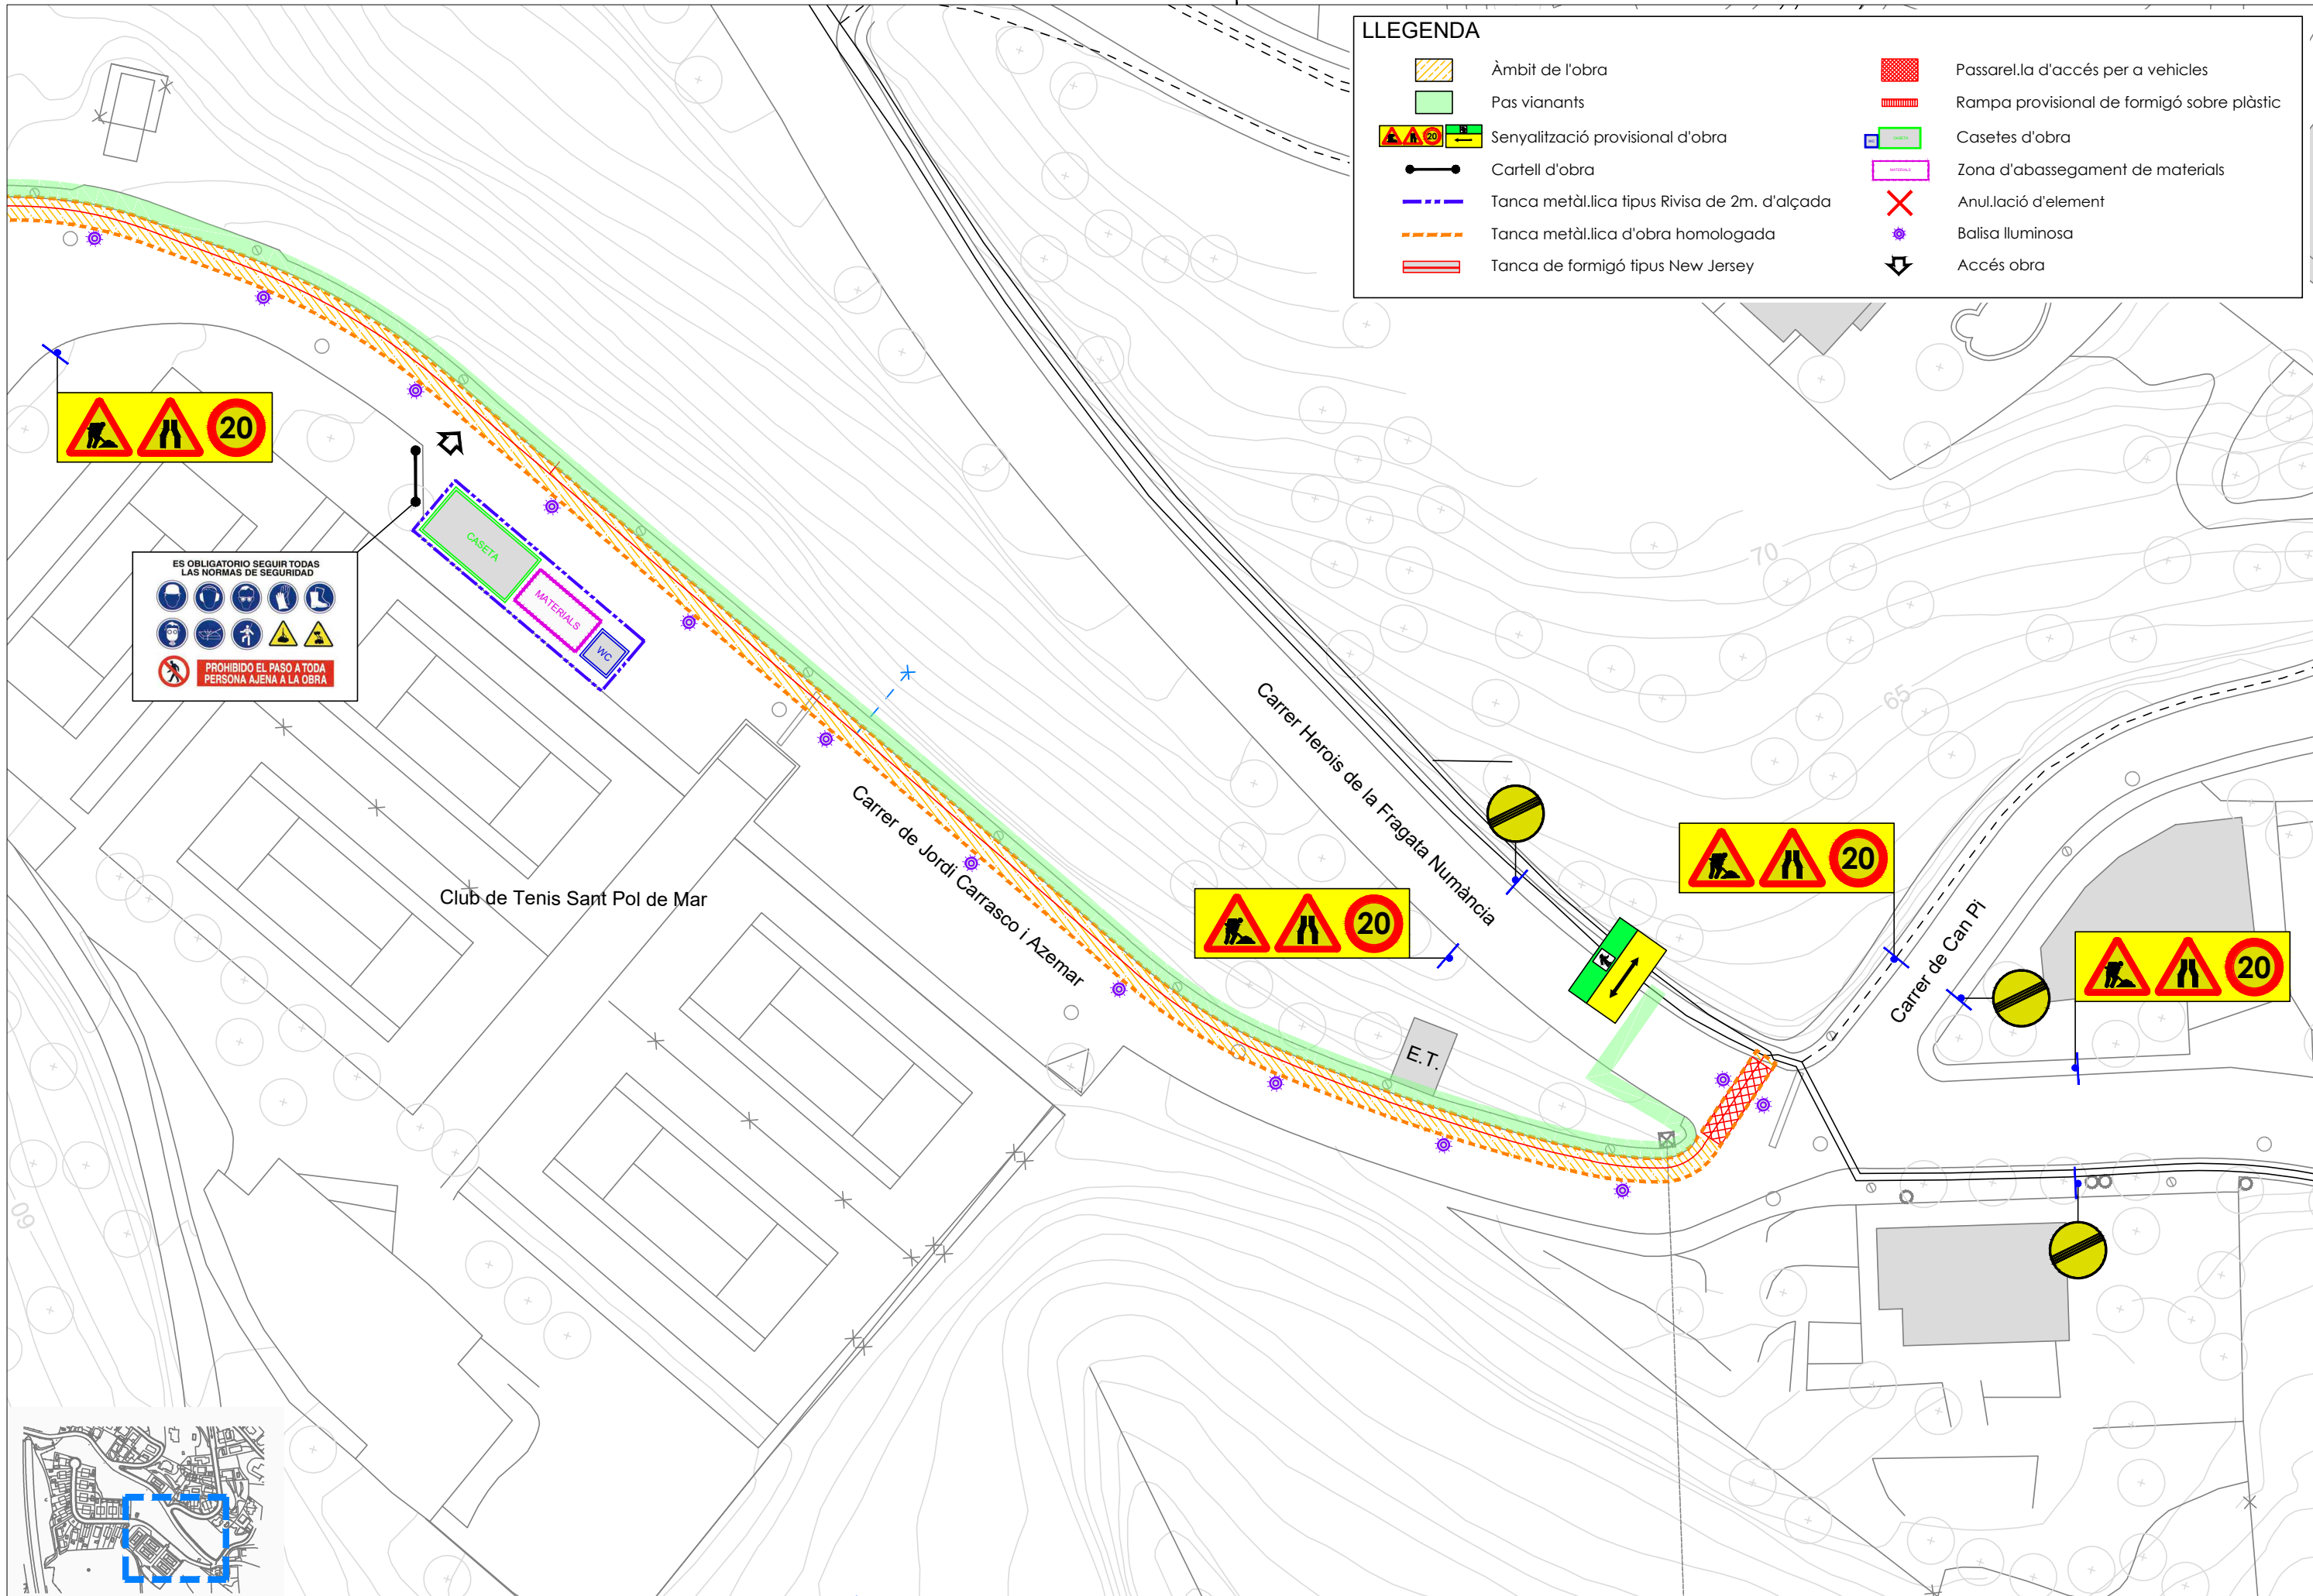 LLEGENDA
Àmbit de l'obra
Pas vianants
20
Senyalització provisional d'obra
Cartell d'obra
Tanca metàl.lica tipus Rivisa de 2m. d'alçada
Tanca metàl.lica d'obra homologada
Tanca de formigó tipus New Jersey
Passarel.la d'accés per a vehicles
Rampa provisional de formigó sobre plàstic
WC
CASETA
Casetes d'obra
MATERIALS
Zona d'abassegament de materials
Anul.lació d'element
Balisa lluminosa
Accés obra
20
ES OBLIGATORIO SEGUIR TODAS
LAS NORMAS DE SEGURIDAD
PROHIBIDO EL PASO A TODA
PERSONA AJENA A LA OBRA
CASETA
MATERIALS
WC
70
65
Carrer Herois de la Fragata Numància
Carrer de Jordi Carrasco i Azemar
Club de Tenis Sant Pol de Mar
20
20
Carrer de Can Pi
20
E.T.
60